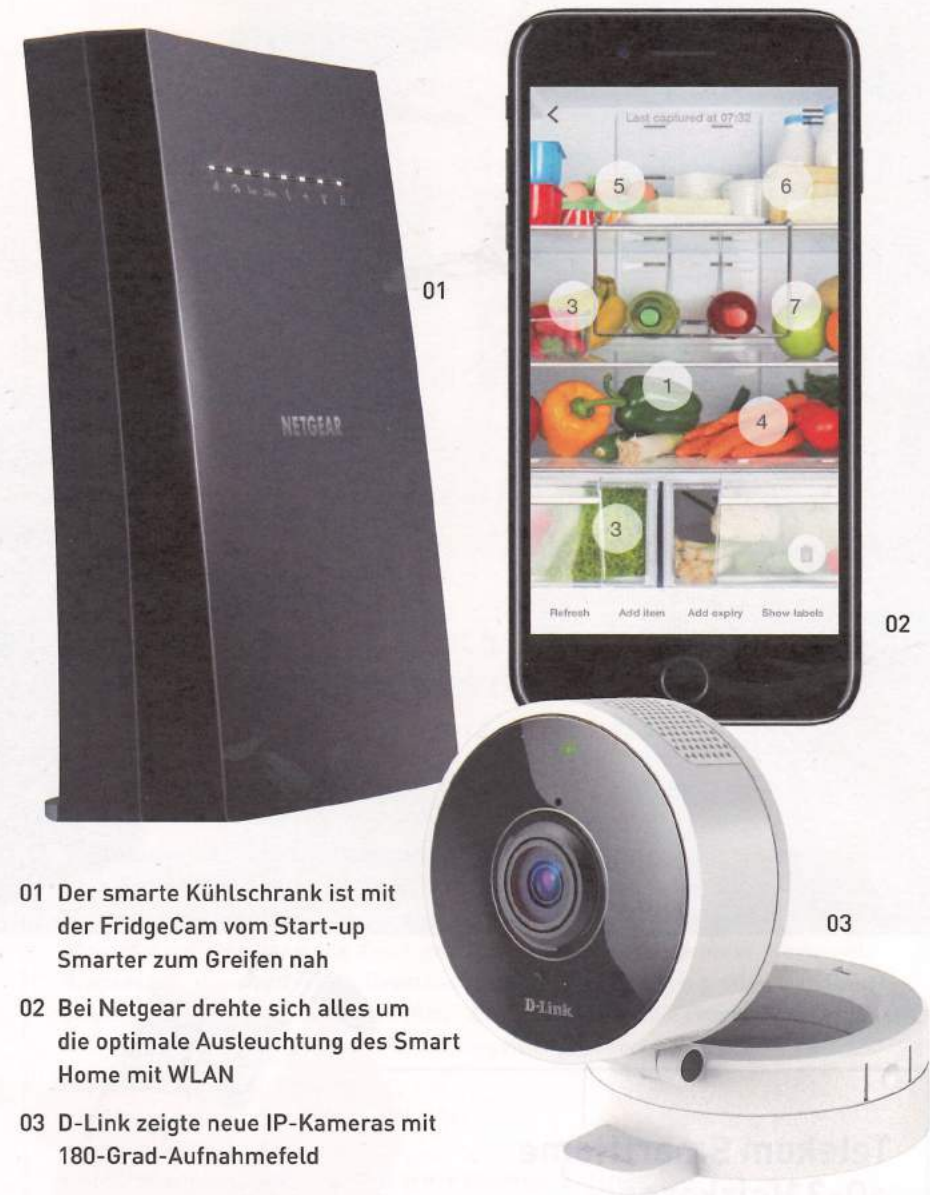 01
NETGEAR
Last captured at 07:32
5
6
3
7
1
4
3
Refresh Add item Add expiry Show labels
02
D-Link
03
01 Der smarte Kühlschrank ist mit
der FridgeCam vom Start-up
Smarter zum Greifen nah
02 Bei Netgear drehte sich alles um
die optimale Ausleuchtung des Smart
Home mit WLAN
03 D-Link zeigte neue IP-Kameras mit
180-Grad-Aufnahmefeld